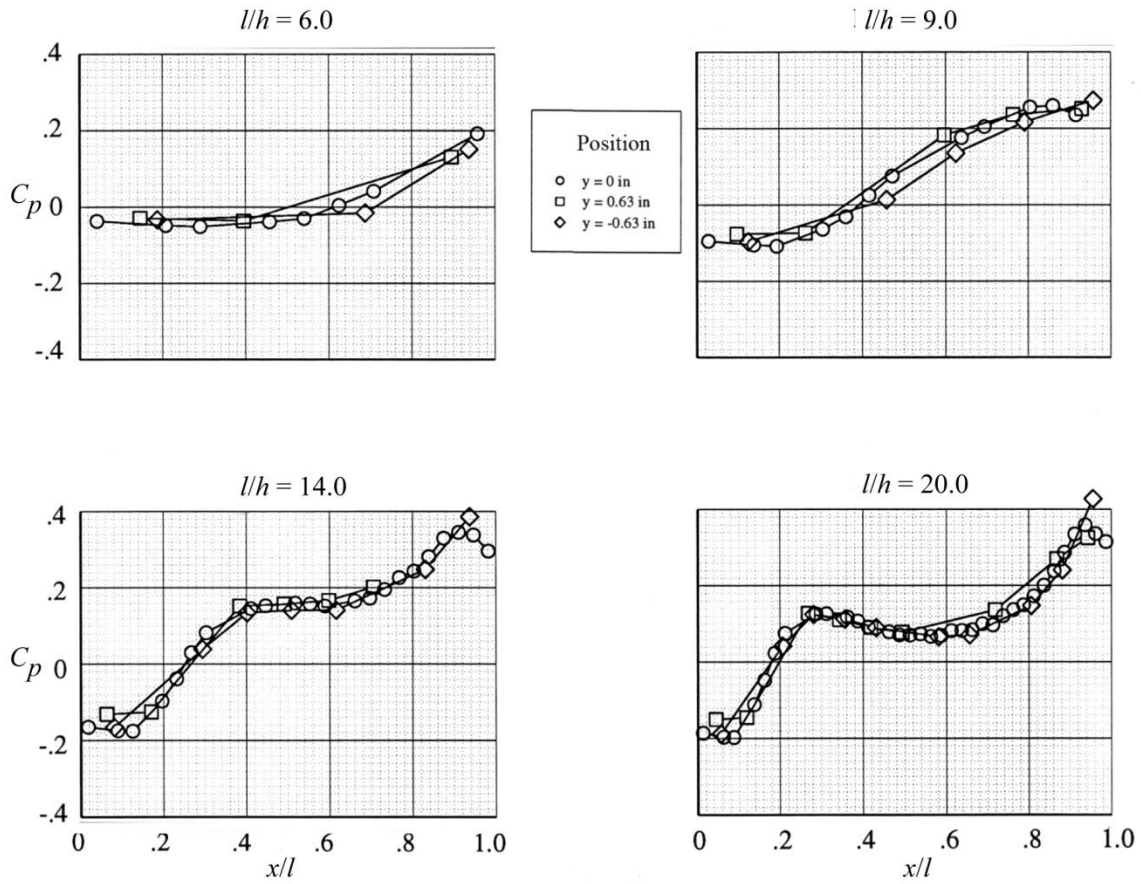 l/h = 6.0
l/h = 9.0
.4
.2
0
-.2
-.4
Cp
Position
y = 0 in
y = 0.63 in
y = -0.63 in
l/h = 14.0
l/h = 20.0
.4
.2
0
-.2
-.4
Cp
0 .2 .4 .6 .8 1.0
x/l
0 .2 .4 .6 .8 1.0
x/l